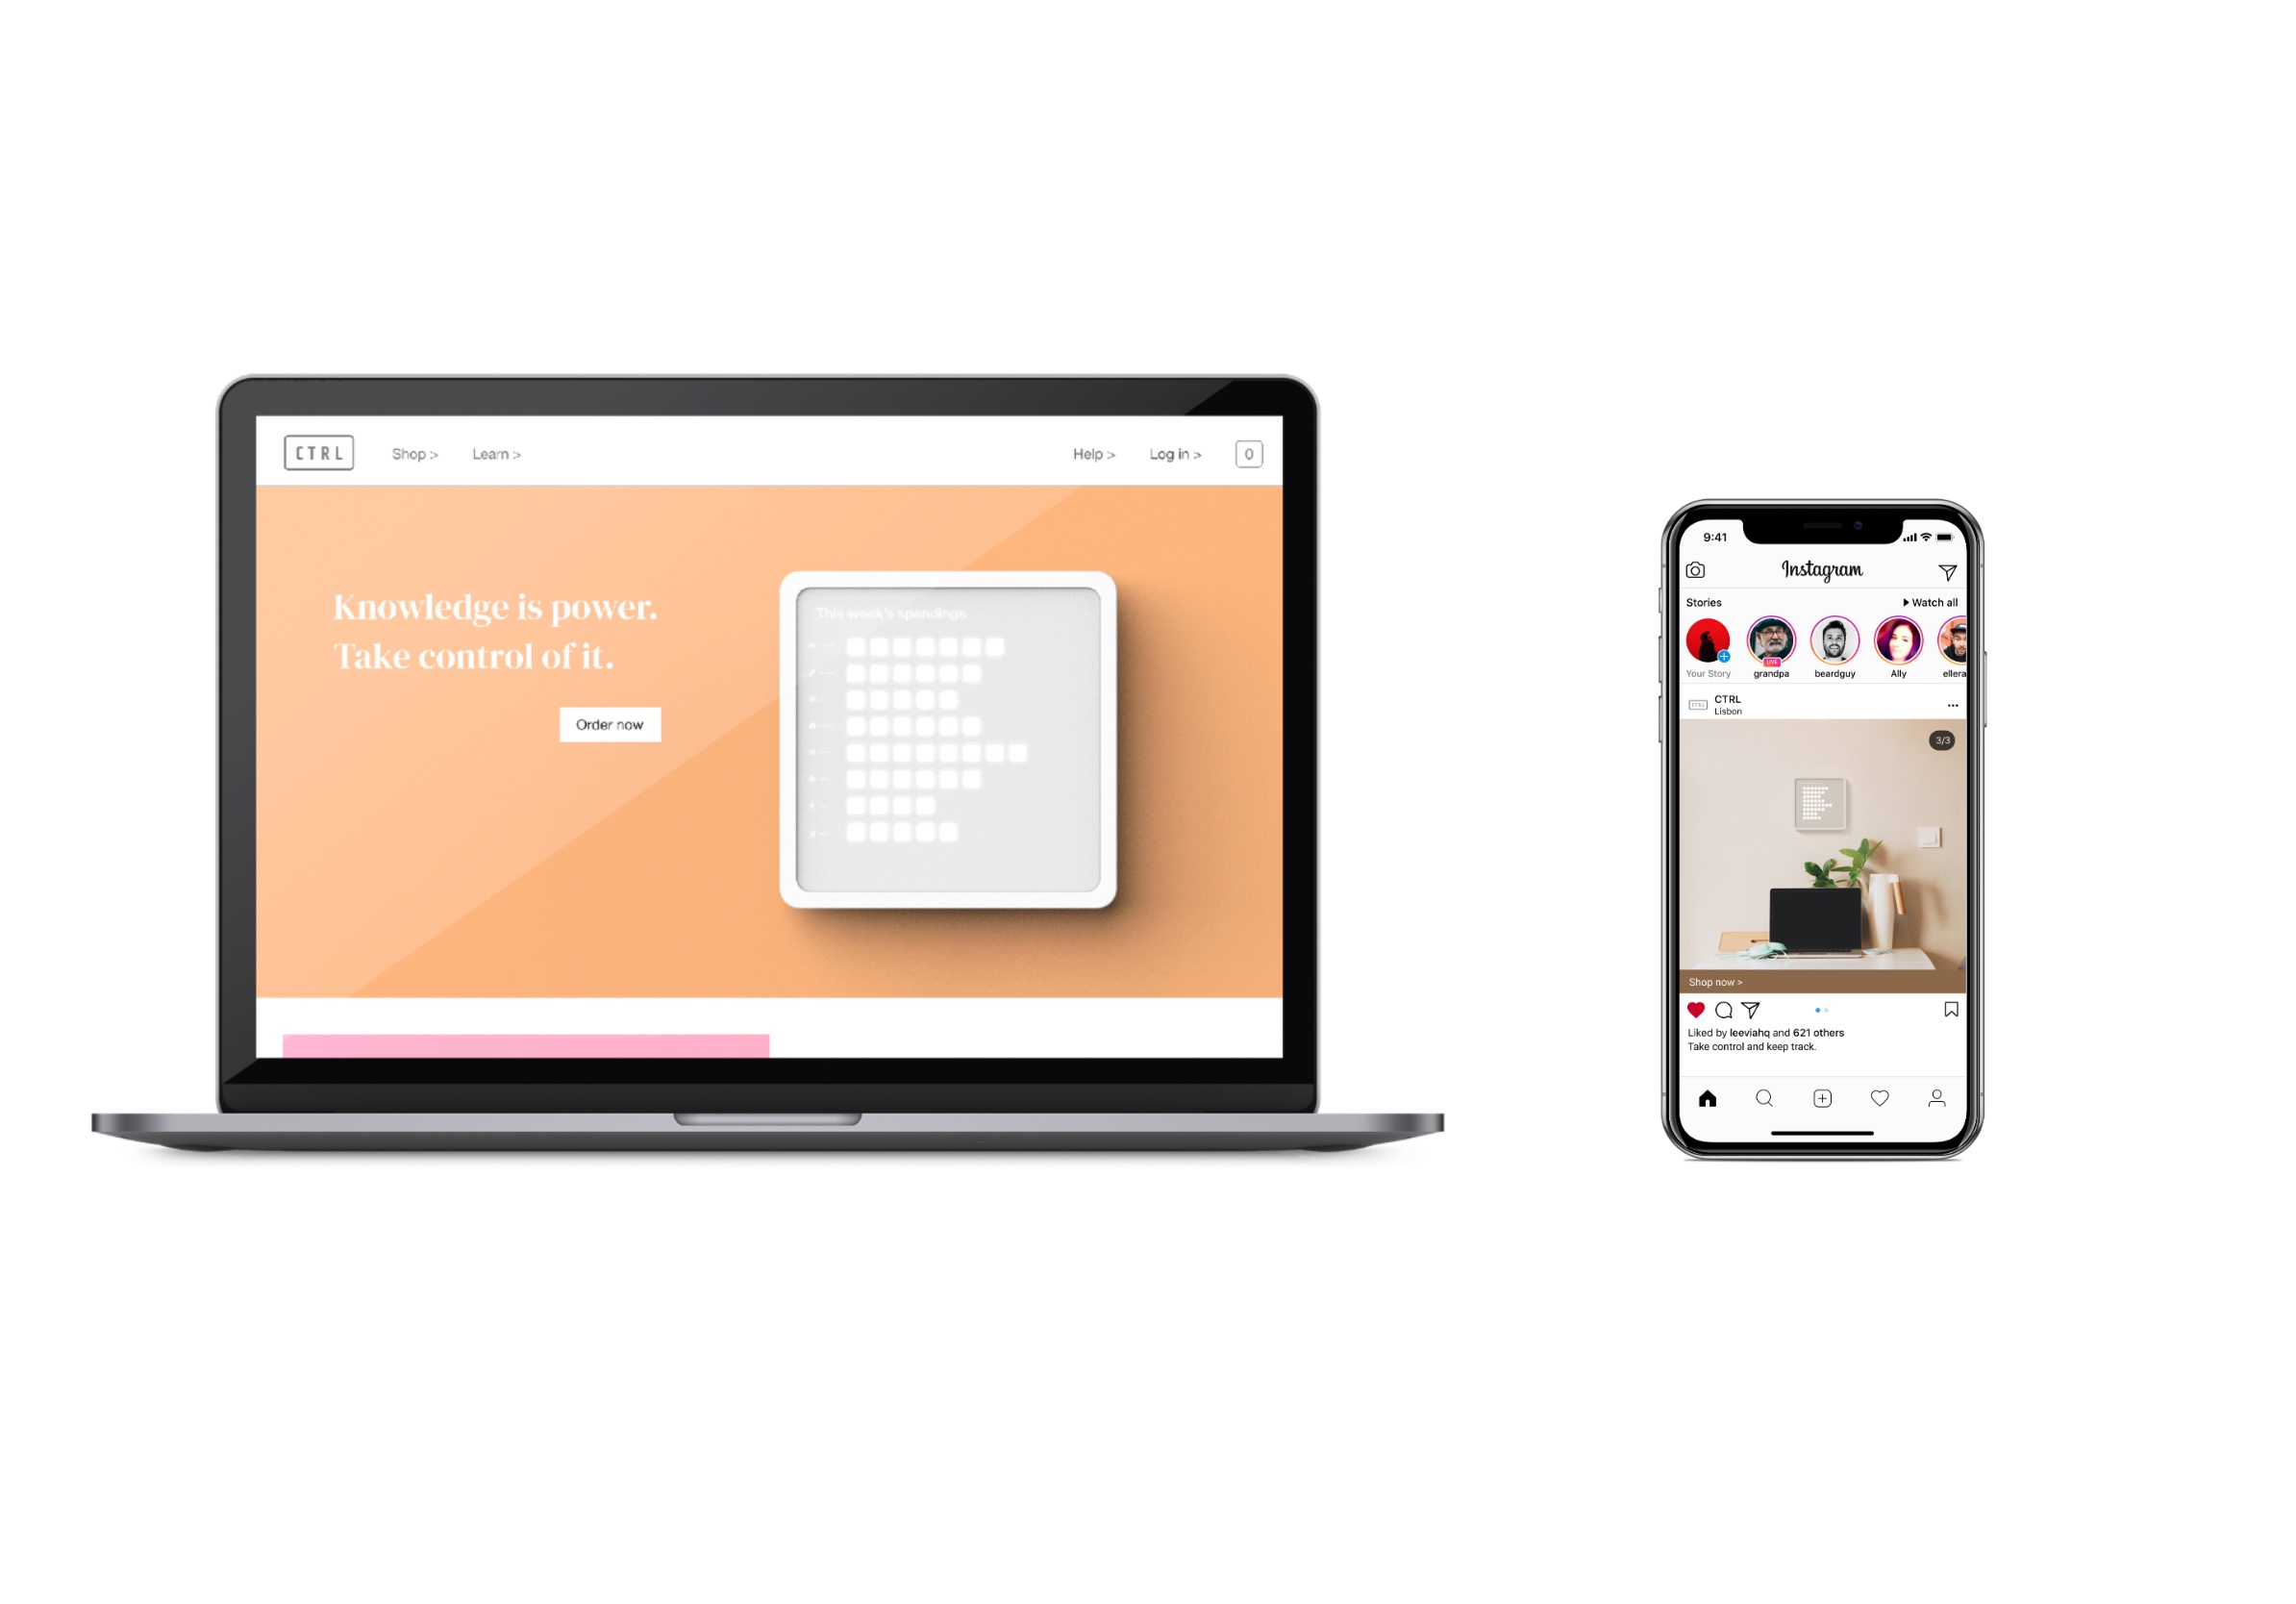 CTRL
Shop >
Learn >
Help >
Log in >
0
Knowledge is power.
Take control of it.
Order now
This week's spendings
9:41
Instagram
Stories
Watch all
LIVE
Your Story
grandpa
beardguy
Ally
ellera
CTRL
CTRL
Lisbon
3/3
Shop now >
Liked by leeviahq and 621 others
Take control and keep track.